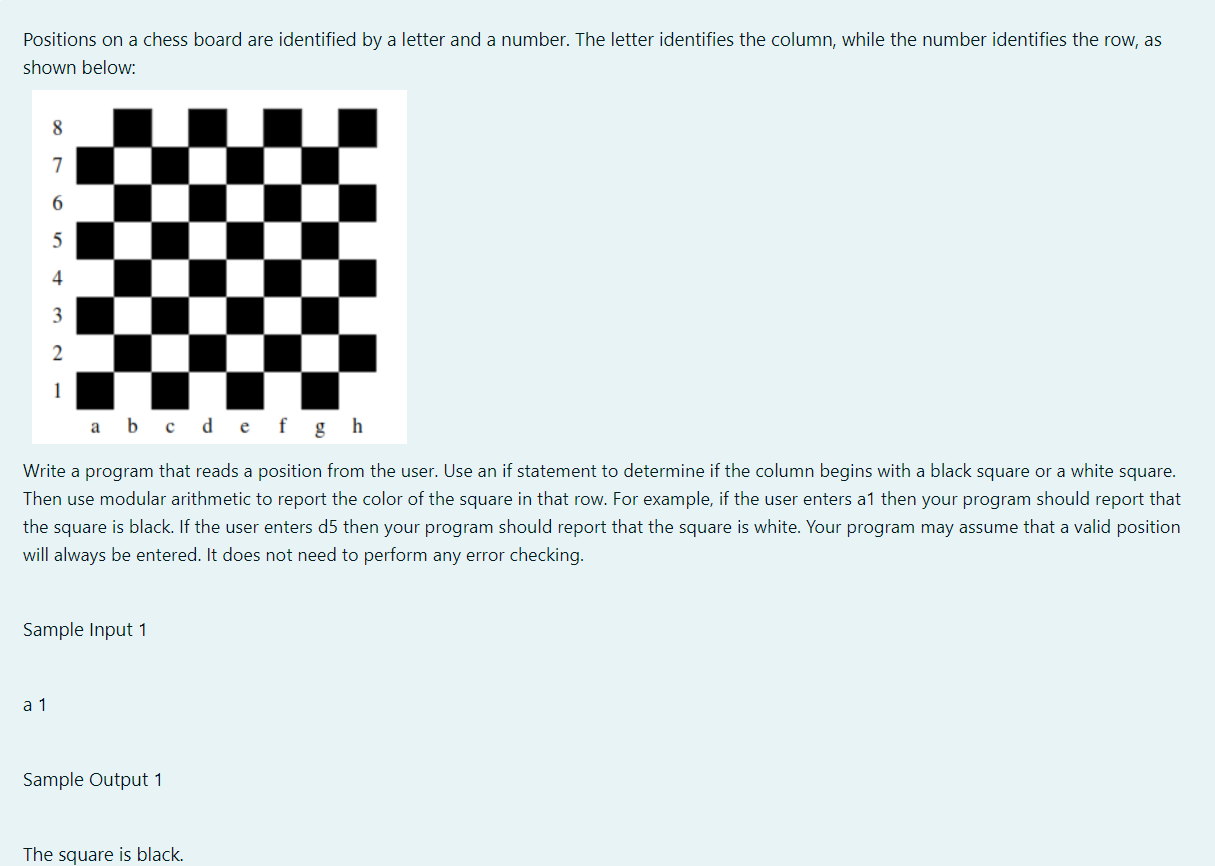 Positions on a chess board are identified by a letter and a number. The letter identifies the column, while the number identifies the row, as
shown below:
8
7
6
5
4
3
2
1
a b c d e f g h
Write a program that reads a position from the user. Use an if statement to determine if the column begins with a black square or a white square.
Then use modular arithmetic to report the color of the square in that row. For example, if the user enters a1 then your program should report that
the square is black. If the user enters d5 then your program should report that the square is white. Your program may assume that a valid position
will always be entered. It does not need to perform any error checking.
Sample Input 1
a 1
Sample Output 1
The square is black.